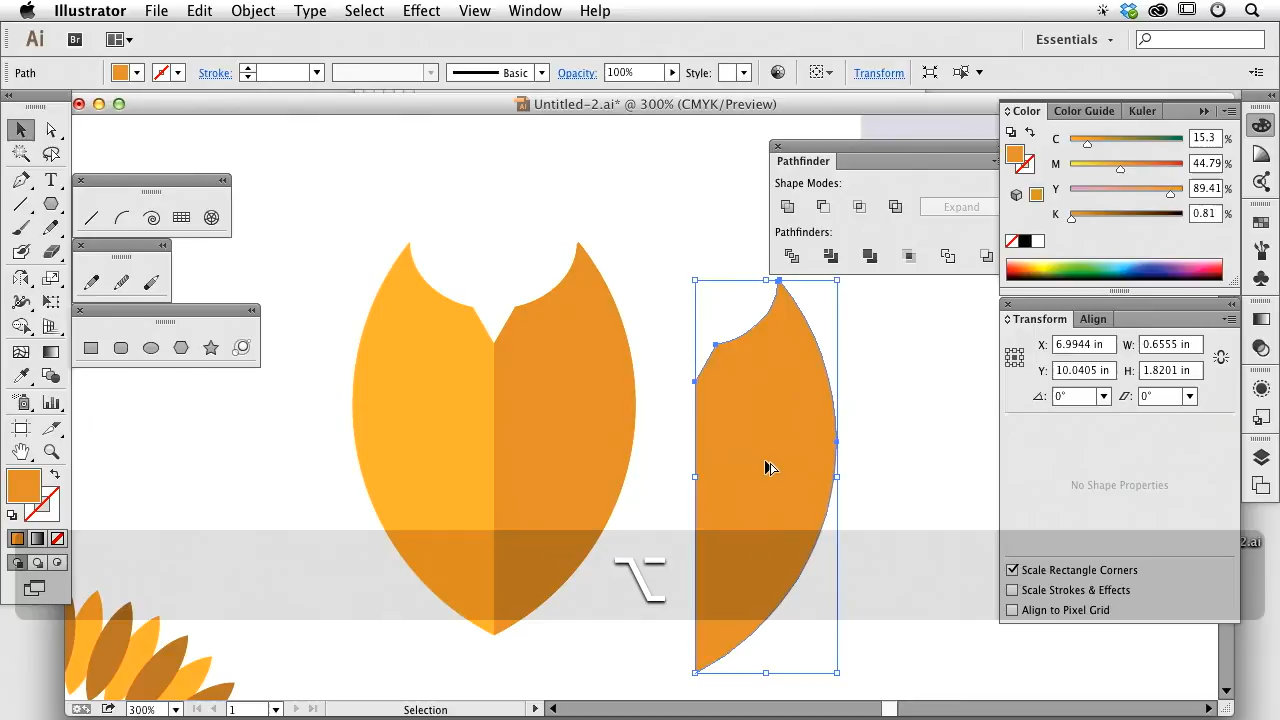 Illustrator File Edit Object Type Select Effect View Window Help
Ai Br Essentials
Path Stroke: Basic Opacity: 100% Style: Transform
Untitled-2.ai* @ 300% (CMYK/Preview)
Color Color Guide Kuler
C 15.3 %
M 44.79 %
Y 89.41 %
K 0.81 %
Pathfinder
Shape Modes:
Expand
Pathfinders:
Transform Align
X: 6.9944 in W: 0.6555 in
Y: 10.0405 in H: 1.8201 in
0° 0°
No Shape Properties
2.ai
Scale Rectangle Corners
Scale Strokes & Effects
Align to Pixel Grid
⌥
300% 1 Selection